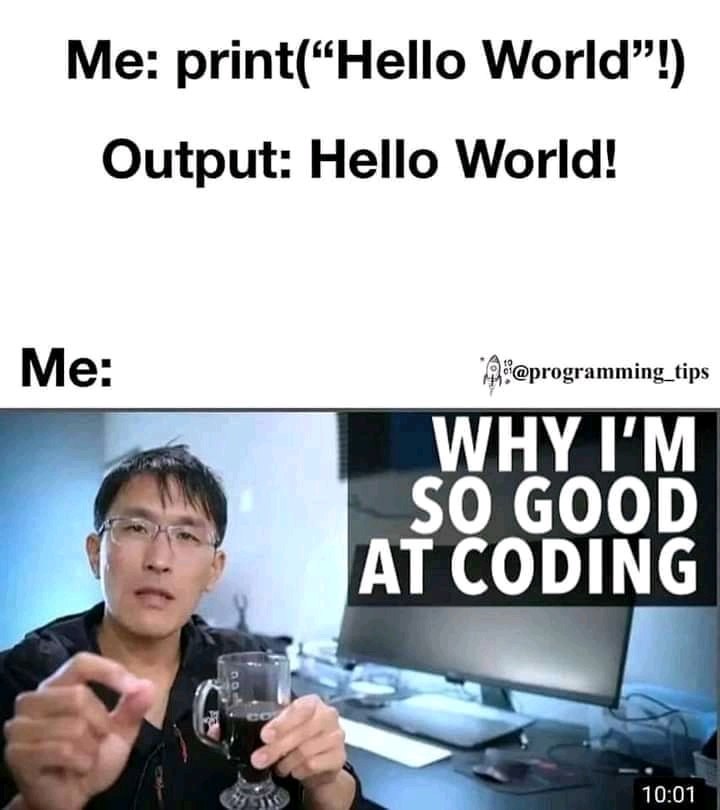 Me: print(“Hello World”!)
Output: Hello World!
Me:
@programming_tips
WHY I'M
SO GOOD
AT CODING
10:01